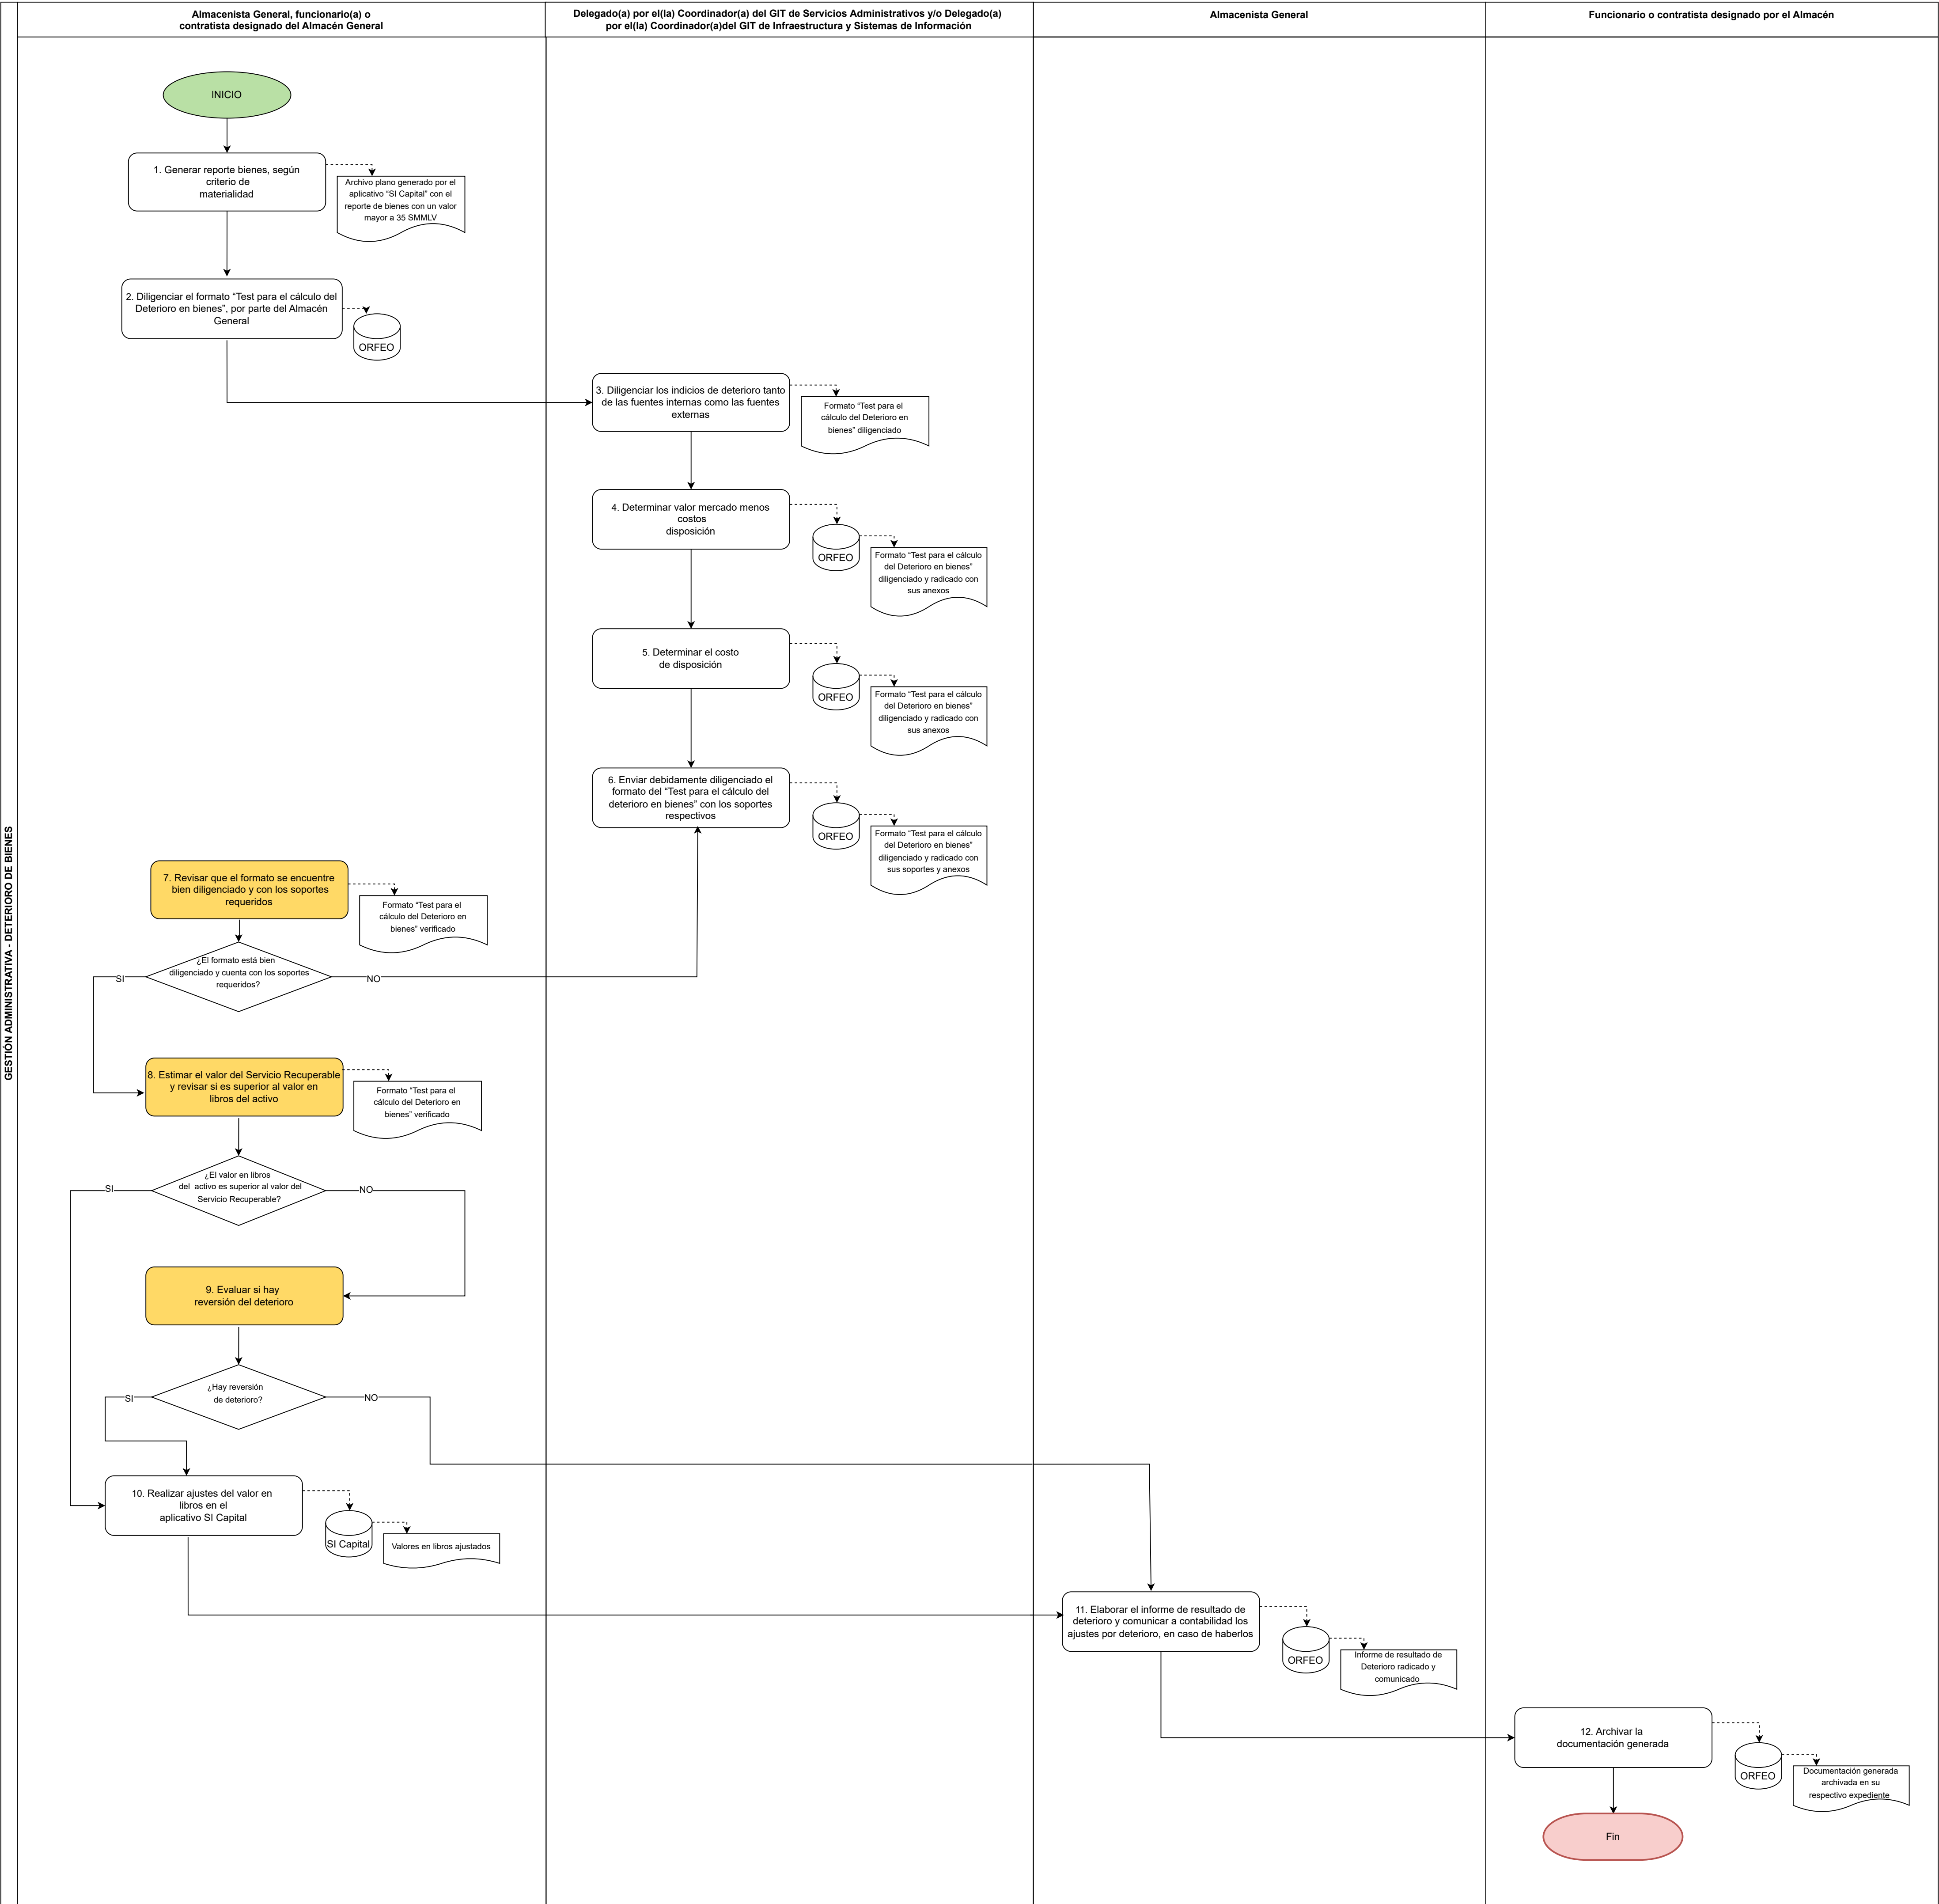 GESTIÓN ADMINISTRATIVA - DETERIORO DE BIENES
Almacenista General, funcionario(a) o
contratista designado del Almacén General
Delegado(a) por el(la) Coordinador(a) del GIT de Servicios Administrativos y/o Delegado(a)
por el(la) Coordinador(a)del GIT de Infraestructura y Sistemas de Información
Almacenista General
Funcionario o contratista designado por el Almacén
INICIO
1. Generar reporte bienes, según
criterio de
materialidad
Archivo plano generado por el
aplicativo “SI Capital” con el
reporte de bienes con un valor
mayor a 35 SMMLV
2. Diligenciar el formato “Test para el cálculo del
Deterioro en bienes”, por parte del Almacén
General
ORFEO
3. Diligenciar los indicios de deterioro tanto
de las fuentes internas como las fuentes
externas
Formato “Test para el
cálculo del Deterioro en
bienes” diligenciado
4. Determinar valor mercado menos
costos
disposición
ORFEO
Formato “Test para el cálculo
del Deterioro en bienes”
diligenciado y radicado con
sus anexos
5. Determinar el costo
de disposición
ORFEO
Formato “Test para el cálculo
del Deterioro en bienes”
diligenciado y radicado con
sus anexos
6. Enviar debidamente diligenciado el
formato del “Test para el cálculo del
deterioro en bienes” con los soportes
respectivos
ORFEO
Formato “Test para el cálculo
del Deterioro en bienes”
diligenciado y radicado con
sus soportes y anexos
7. Revisar que el formato se encuentre
bien diligenciado y con los soportes
requeridos
Formato “Test para el
cálculo del Deterioro en
bienes” verificado
¿El formato está bien
diligenciado y cuenta con los soportes
requeridos?
SI
NO
8. Estimar el valor del Servicio Recuperable
y revisar si es superior al valor en
libros del activo
Formato “Test para el
cálculo del Deterioro en
bienes” verificado
¿El valor en libros
del activo es superior al valor del
Servicio Recuperable?
SI
NO
9. Evaluar si hay
reversión del deterioro
¿Hay reversión
de deterioro?
SI
NO
10. Realizar ajustes del valor en
libros en el
aplicativo SI Capital
SI Capital
Valores en libros ajustados
11. Elaborar el informe de resultado de
deterioro y comunicar a contabilidad los
ajustes por deterioro, en caso de haberlos
ORFEO
Informe de resultado de
Deterioro radicado y
comunicado
12. Archivar la
documentación generada
ORFEO
Documentación generada
archivada en su
respectivo expediente
Fin